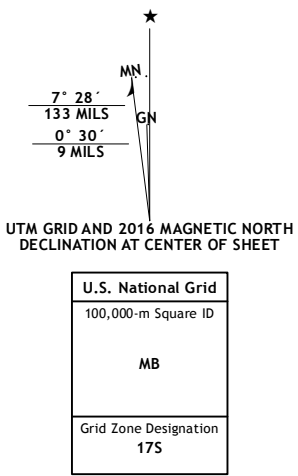 ★
MN
7° 28´
133 MILS
GN
0° 30´
9 MILS
UTM GRID AND 2016 MAGNETIC NORTH
DECLINATION AT CENTER OF SHEET
U.S. National Grid
100,000-m Square ID
MB
Grid Zone Designation
17S